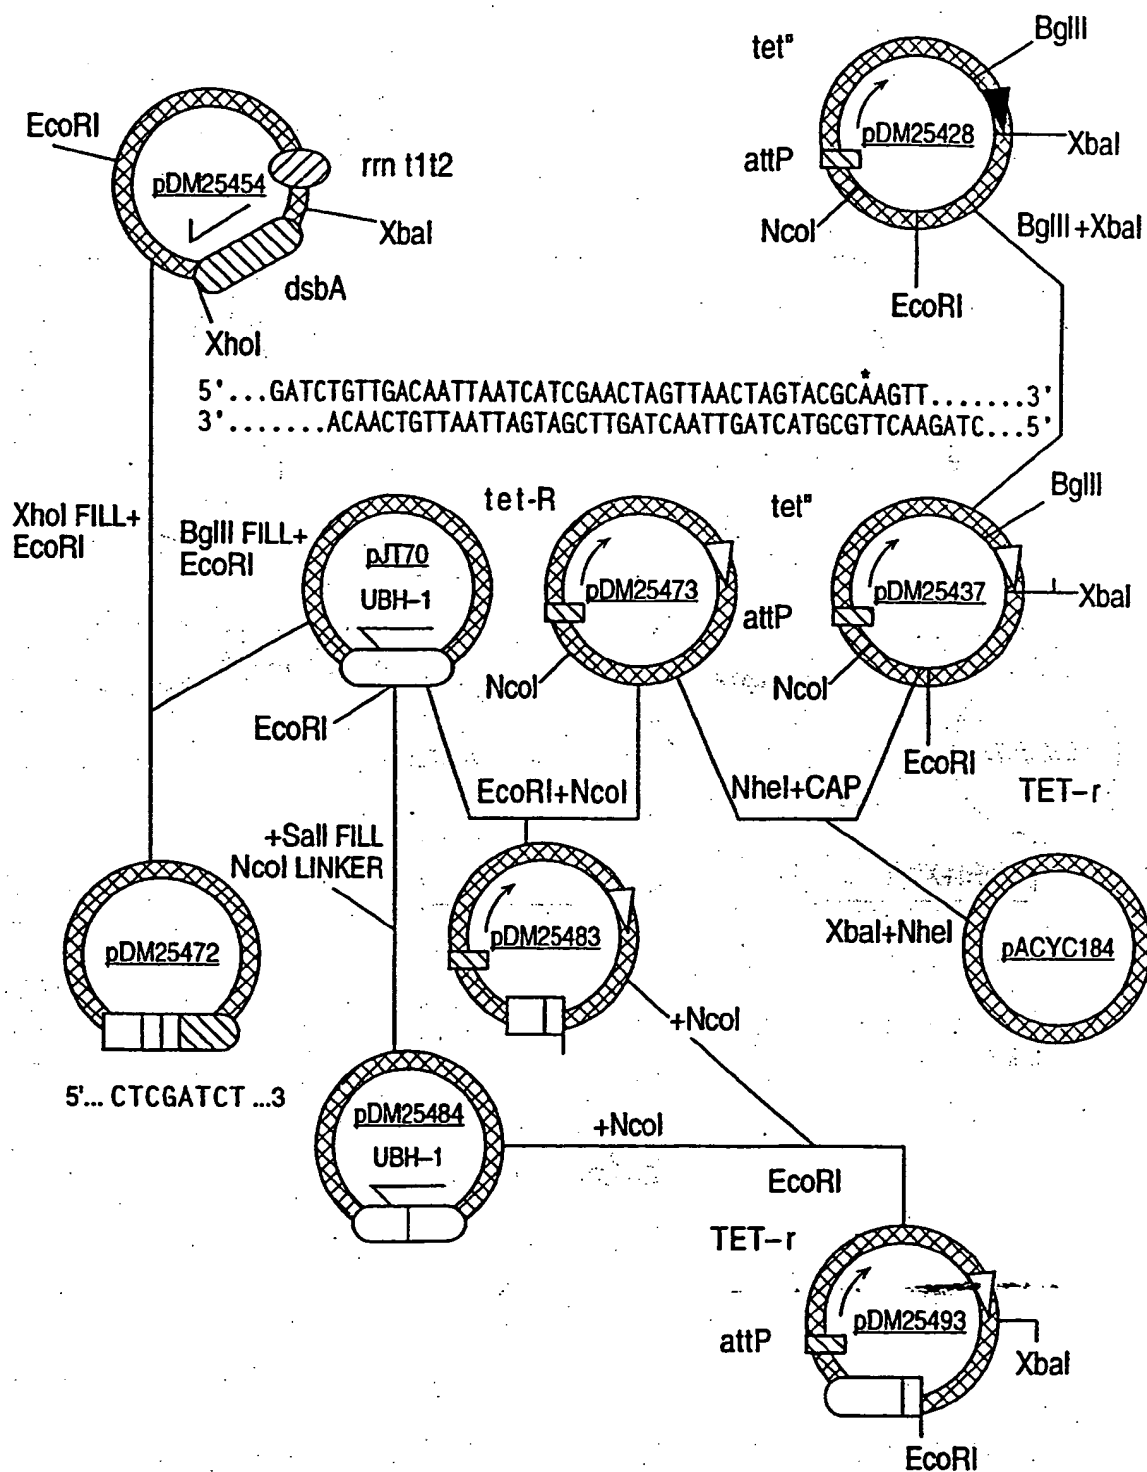 tet ᴿ
BglII
EcoRI
pDM25454
rrn t1t2
XbaI
dsbA
XhoI
attP
pDM25428
XbaI
NcoI
BglII+XbaI
EcoRI
*
5'...GATCTGTTGACAATTAATCATCGAACTAGTTAACTAGTACGCAAGTT.......3'
3'.......ACAACTGTTAATTAGTAGCTTGATCAATTGATCATGCGTTCAAGATC...5'
XhoI FILL+
EcoRI
BglII FILL+
EcoRI
pJT70
UBH-1
EcoRI
tet-R
pDM25473
attP
NcoI
tet ᴿ
BglII
pDM25437
XbaI
NcoI
EcoRI
EcoRI+NcoI
NheI+CAP
TET-r
+SalI FILL
NcoI LINKER
pDM25472
5'... CTCGATCT ...3
pDM25483
XbaI+NheI
pACYC184
+NcoI
pDM25484
UBH-1
+NcoI
EcoRI
TET-r
attP
pDM25493
XbaI
EcoRI